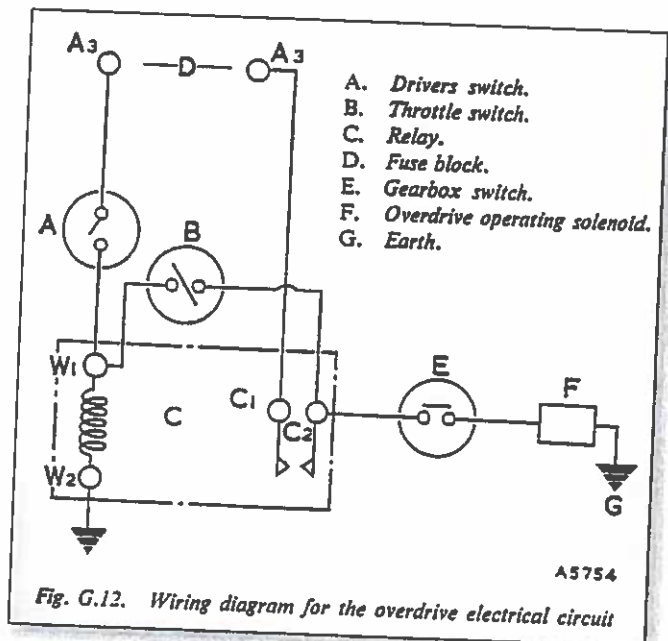 A3 D A3
A. Drivers switch.
B. Throttle switch.
C. Relay.
D. Fuse block.
E. Gearbox switch.
F. Overdrive operating solenoid.
G. Earth.
A
B
W1
C
C1
C2
E
F
W2
G
A5754
Fig. G.12. Wiring diagram for the overdrive electrical circuit